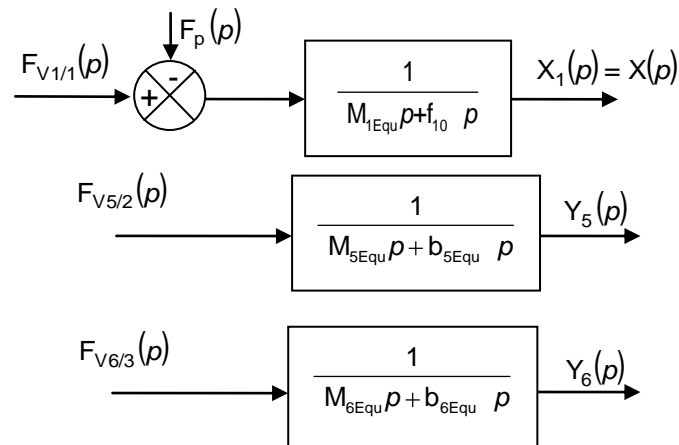 F_p(p)
F_V1/1(p)
-
+
1
M_1Equ p+f_10 p
X_1(p) = X(p)
F_V5/2(p)
1
M_5Equ p + b_5Equ p
Y_5(p)
F_V6/3(p)
1
M_6Equ p + b_6Equ p
Y_6(p)